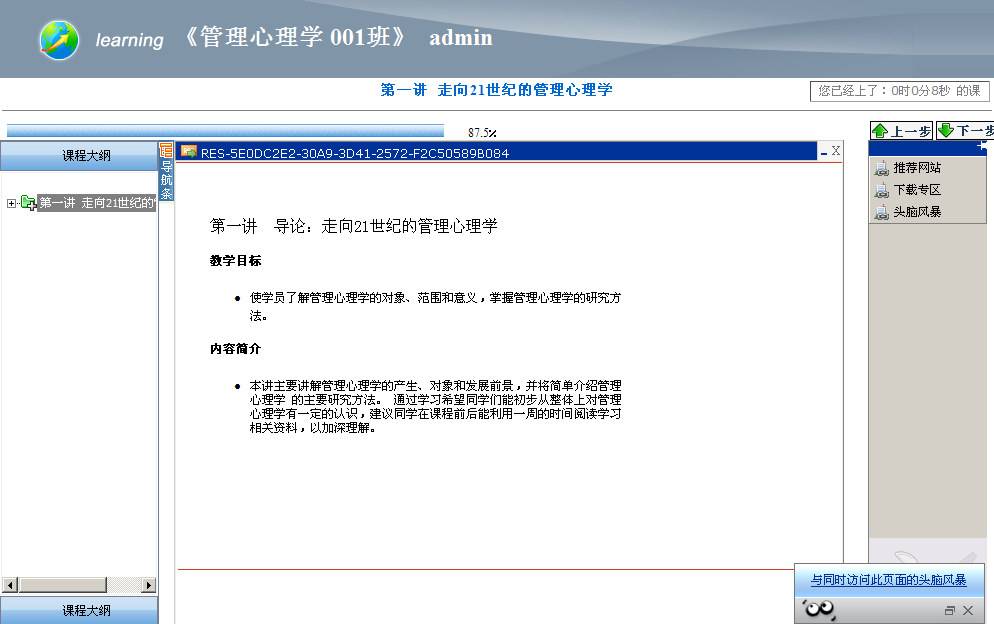 learning 《管理心理学 001班》 admin
第一讲 走向21世纪的管理心理学
您已经上了：0时0分8秒 的课
87.5%
上一步 下一步
课程大纲
导航条
RES-5E0DC2E2-30A9-3D41-2572-F2C50589B084
X
第一讲 走向21世纪的
推荐网站
下载专区
头脑风暴
第一讲 导论：走向21世纪的管理心理学
教学目标
使学员了解管理心理学的对象、范围和意义，掌握管理心理学的研究方
法。
内容简介
本讲主要讲解管理心理学的产生、对象和发展前景，并将简单介绍管理
心理学 的主要研究方法。 通过学习希望同学们能初步从整体上对管理
心理学有一定的认识，建议同学在课程前后能利用一周的时间阅读学习
相关资料，以加深理解。
与同时访问此页面的头脑风暴
课程大纲